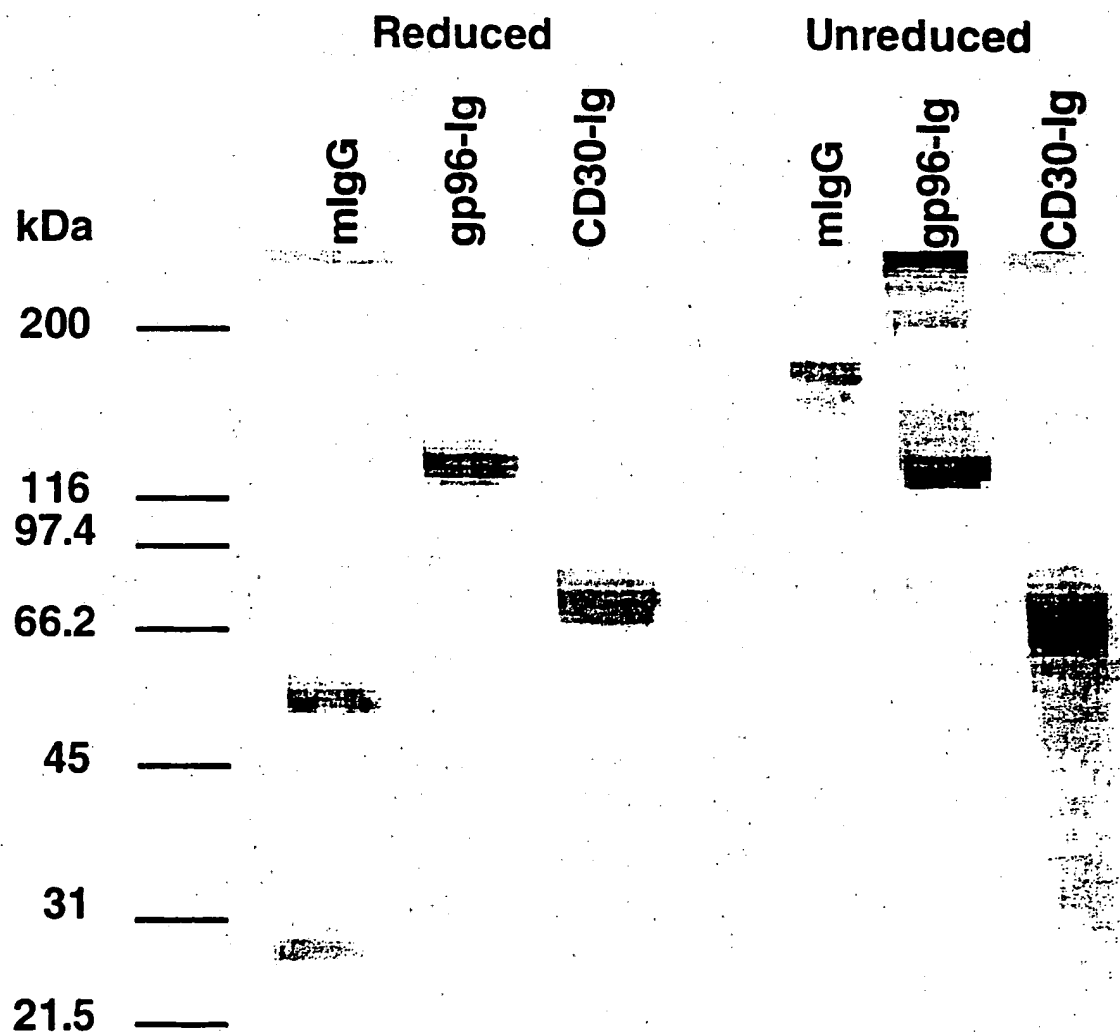 Reduced
Unreduced
mIgG
gp96-Ig
CD30-Ig
mIgG
gp96-Ig
CD30-Ig
kDa
200
116
97.4
66.2
45
31
21.5